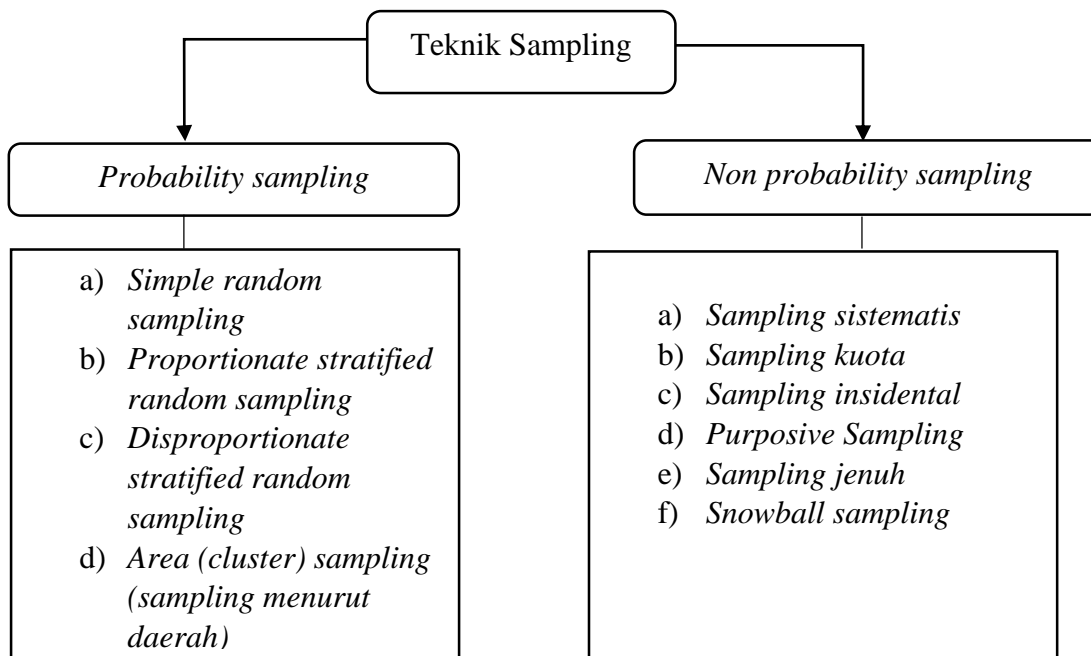 Teknik Sampling
Probability sampling
Non probability sampling
a) Simple random
sampling
b) Proportionate stratified
random sampling
c) Disproportionate
stratified random
sampling
d) Area (cluster) sampling
(sampling menurut
daerah)
a) Sampling sistematis
b) Sampling kuota
c) Sampling insidental
d) Purposive Sampling
e) Sampling jenuh
f) Snowball sampling